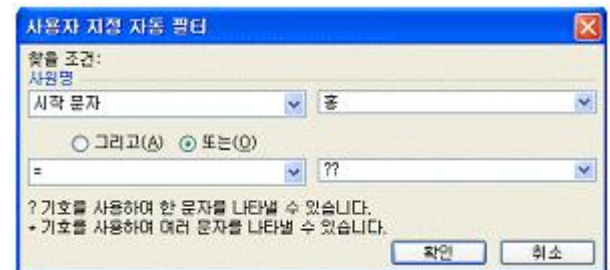 사용자 지정 자동 필터
찾을 조건:
사원명
시작 문자 홍
그리고(A) 또는(O)
= ??
? 기호를 사용하여 한 문자를 나타낼 수 있습니다.
* 기호를 사용하여 여러 문자를 나타낼 수 있습니다.
확인 취소